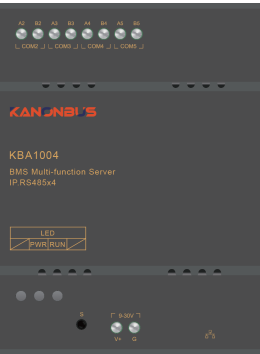 A2 B2 A3 B3 A4 B4 A5 B5
COM2 COM3 COM4 COM5
KANONBUS
KBA1004
BMS Multi-function Server
IP.RS485x4
LED
PWR RUN
S
9-30V
V+ G